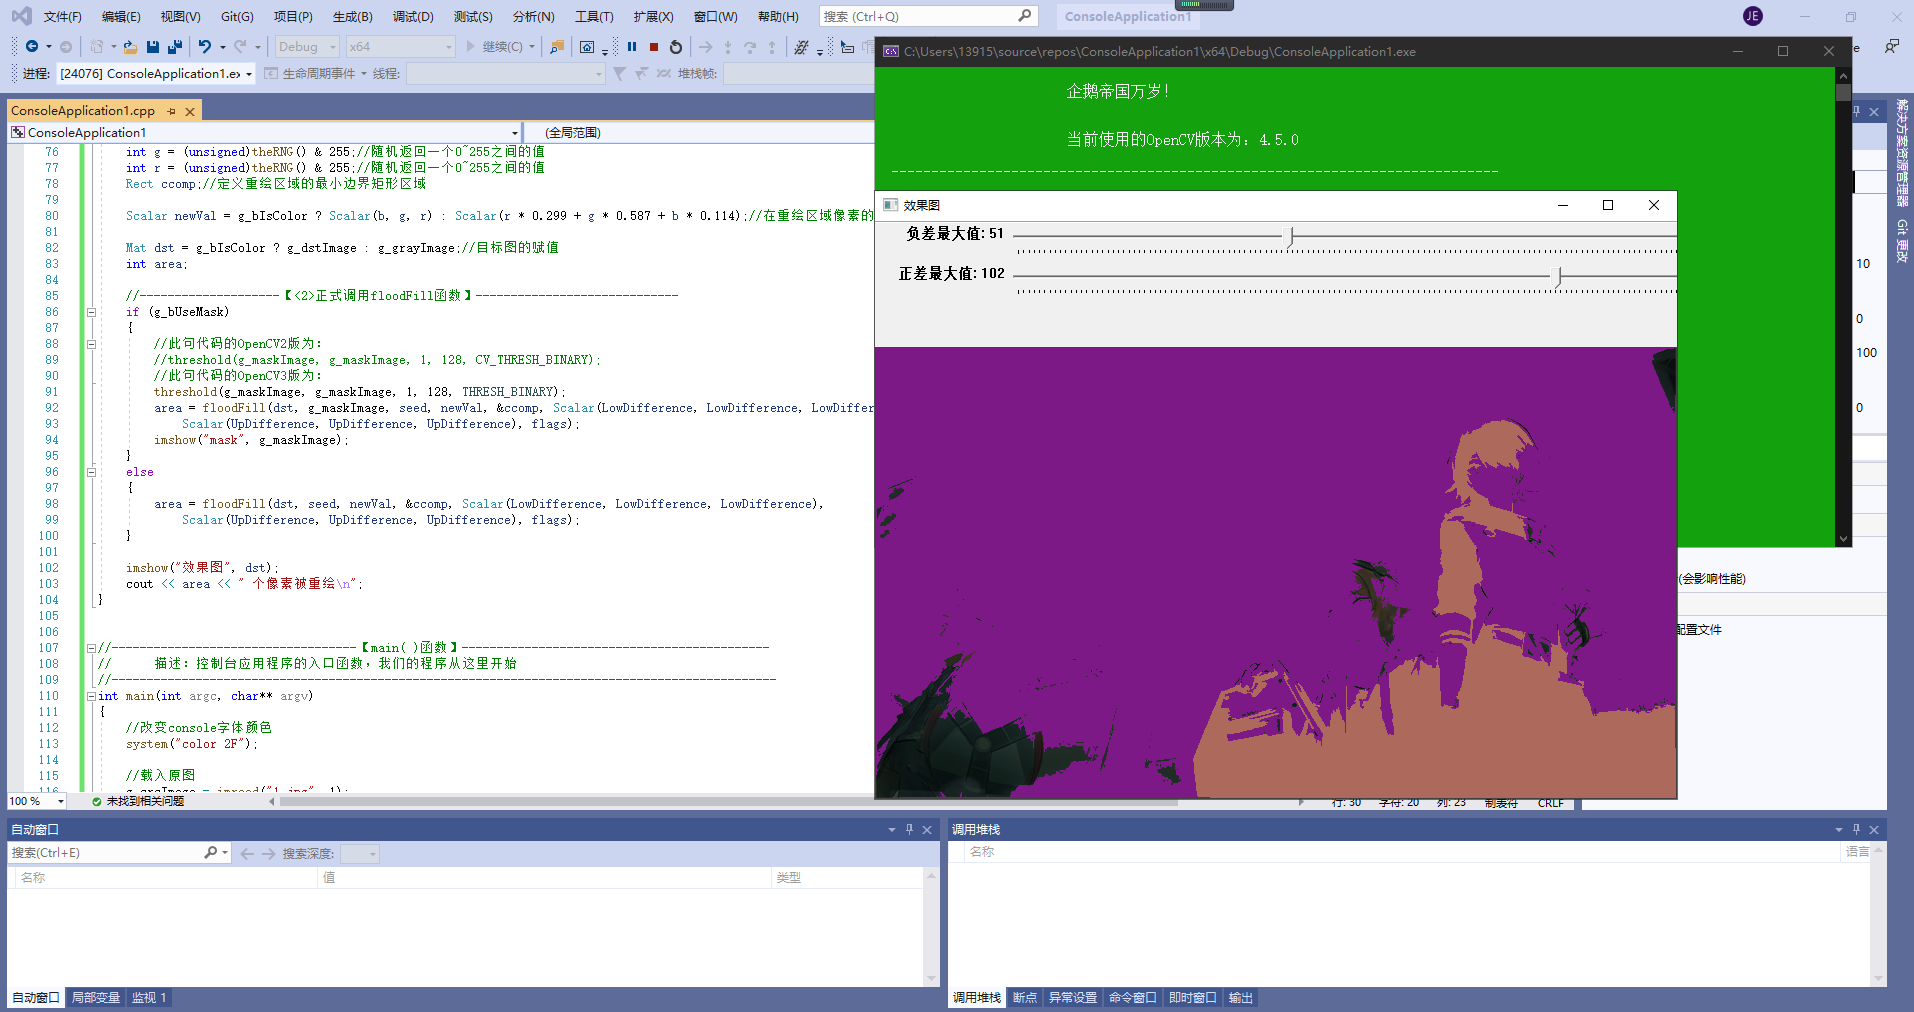 文件(F) 编辑(E) 视图(V) Git(G) 项目(P) 生成(B) 调试(D) 测试(S) 分析(N) 工具(T) 扩展(X) 窗口(W) 帮助(H) 搜索 (Ctrl+Q) ConsoleApplication1 JE
Debug x64 继续(C)
进程: [24076] ConsoleApplication1.ex 生命周期事件 线程: 堆栈帧:
ConsoleApplication1.cpp
ConsoleApplication1 (全局范围)
76 int g = (unsigned)theRNG() & 255;//随机返回一个0~255之间的值
77 int r = (unsigned)theRNG() & 255;//随机返回一个0~255之间的值
78 Rect ccomp;//定义重绘区域的最小边界矩形区域
79
80 Scalar newVal = g_bIsColor ? Scalar(b, g, r) : Scalar(r * 0.299 + g * 0.587 + b * 0.114);//在重绘区域像素的
81
82 Mat dst = g_bIsColor ? g_dstImage : g_grayImage;//目标图的赋值
83 int area;
84
85 //--------------------【<2>正式调用floodFill函数】-----------------------------
86 if (g_bUseMask)
87 {
88 //此句代码的OpenCV2版为:
89 //threshold(g_maskImage, g_maskImage, 1, 128, CV_THRESH_BINARY);
90 //此句代码的OpenCV3版为:
91 threshold(g_maskImage, g_maskImage, 1, 128, THRESH_BINARY);
92 area = floodFill(dst, g_maskImage, seed, newVal, &ccomp, Scalar(LowDifference, LowDifference, LowDiffer
93 Scalar(UpDifference, UpDifference, UpDifference), flags);
94 imshow("mask", g_maskImage);
95 }
96 else
97 {
98 area = floodFill(dst, seed, newVal, &ccomp, Scalar(LowDifference, LowDifference, LowDifference),
99 Scalar(UpDifference, UpDifference, UpDifference), flags);
100 }
101
102 imshow("效果图", dst);
103 cout << area << " 个像素被重绘\n";
104 }
105
106
107 //-----------------------------------【main( )函数】--------------------------------------------
108 // 描述: 控制台应用程序的入口函数，我们的程序从这里开始
109 //-----------------------------------------------------------------------------------------------
110 int main(int argc, char** argv)
111 {
112 //改变console字体颜色
113 system("color 2F");
114
115 //载入原图
116 g_srcImage = imread("1.jpg", 1);
100 % 未找到相关问题 行: 30 字符: 20 列: 23 制表符 CRLF
C:\Users\13915\source\repos\ConsoleApplication1\x64\Debug\ConsoleApplication1.exe
企鹅帝国万岁!
当前使用的OpenCV版本为: 4.5.0
----------------------------------------------------------------------------
效果图
负差最大值: 51
正差最大值: 102
解决方案资源管理器
Git 更改
10
0
100
0
(会影响性能)
配置文件
自动窗口
搜索(Ctrl+E) 搜索深度:
名称 值 类型
自动窗口 局部变量 监视 1
调用堆栈
名称 语言
调用堆栈 断点 异常设置 命令窗口 即时窗口 输出